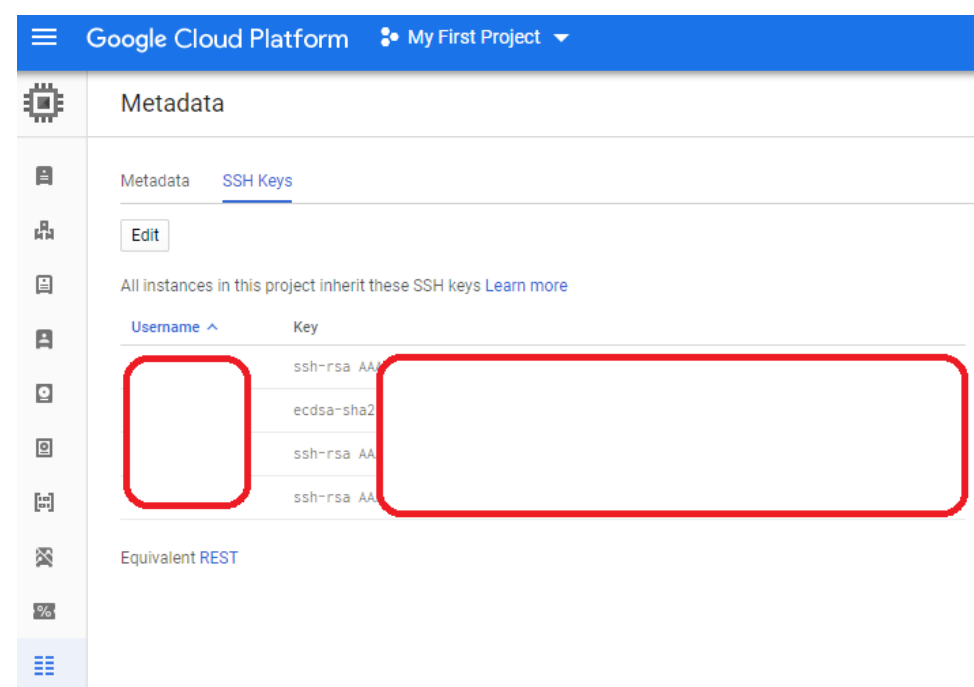 Google Cloud Platform My First Project
Metadata
Metadata SSH Keys
Edit
All instances in this project inherit these SSH keys Learn more
Username Key
ssh-rsa AAA
ecdsa-sha2
ssh-rsa AA
ssh-rsa AA
Equivalent REST
%